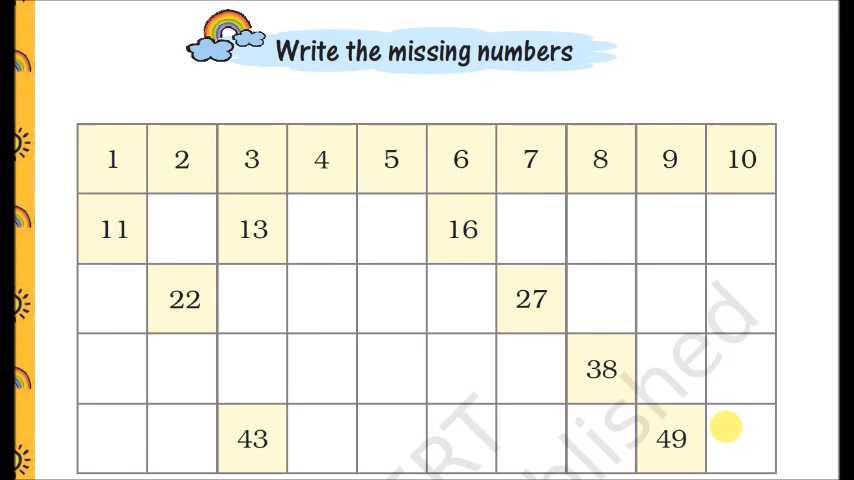 Write the missing numbers
1 2 3 4 5 6 7 8 9 10
11 13 16
22 27
38
43 49